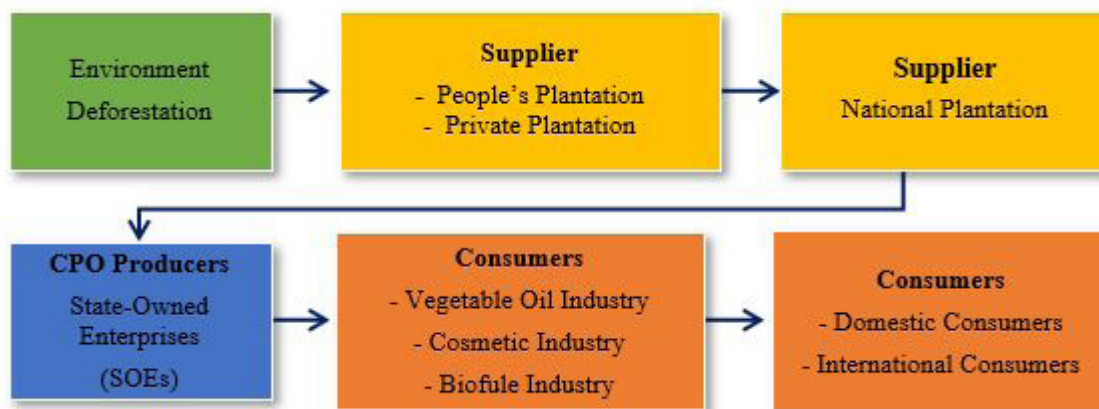 Environment
Deforestation
Supplier
- People's Plantation
- Private Plantation
Supplier
National Plantation
CPO Producers
State-Owned
Enterprises
(SOEs)
Consumers
- Vegetable Oil Industry
- Cosmetic Industry
- Biofule Industry
Consumers
- Domestic Consumers
- International Consumers